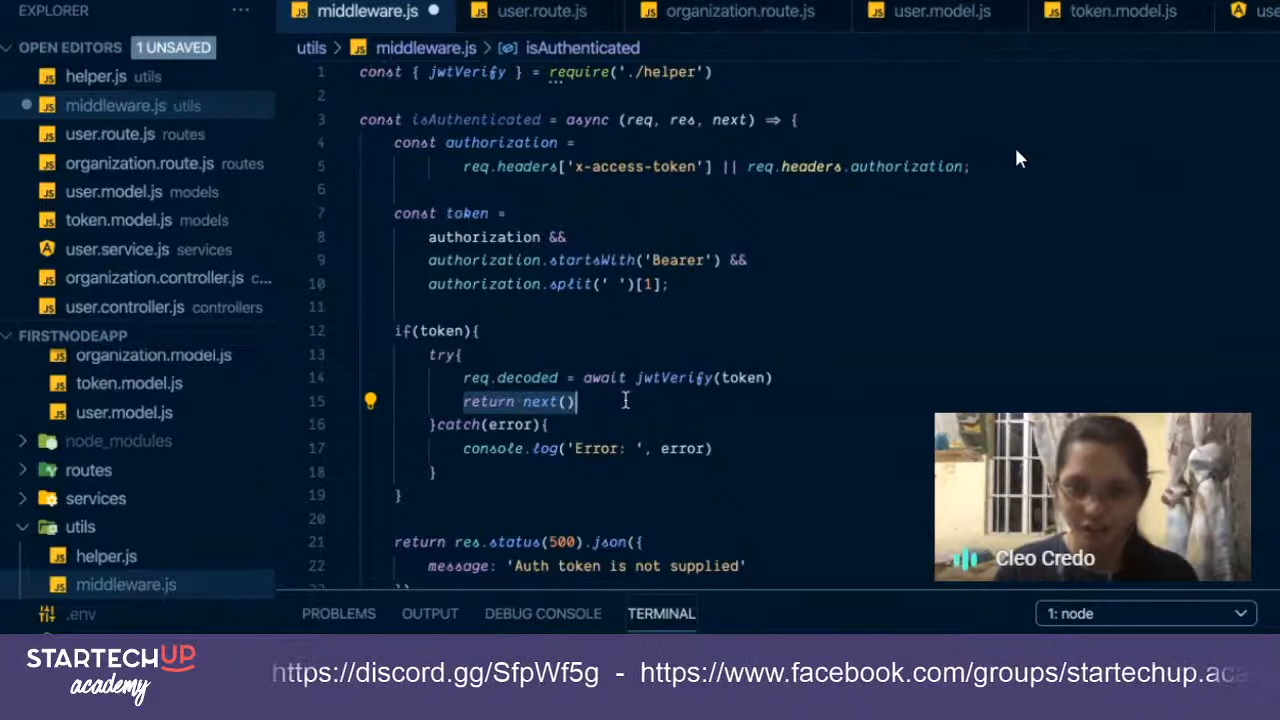 EXPLORER
...
middleware.js
user.route.js
organization.route.js
user.model.js
token.model.js
OPEN EDITORS 1 UNSAVED
utils > middleware.js > isAuthenticated
helper.js utils
middleware.js utils
user.route.js routes
organization.route.js routes
user.model.js models
token.model.js models
user.service.js services
organization.controller.js c...
user.controller.js controllers
FIRSTNODEAPP
organization.model.js
token.model.js
user.model.js
node_modules
routes
services
utils
helper.js
middleware.js
.env
1 const { jwtVerify } = require('./helper')
2
3 const isAuthenticated = async (req, res, next) => {
4 const authorization =
5 req.headers['x-access-token'] || req.headers.authorization;
6
7 const token =
8 authorization &&
9 authorization.startsWith('Bearer') &&
10 authorization.split(' ')[1];
11
12 if(token){
13 try{
14 req.decoded = await jwtVerify(token)
15 return next()
16 }catch(error){
17 console.log('Error: ', error)
18 }
19 }
20
21 return res.status(500).json({
22 message: 'Auth token is not supplied'
Cleo Credo
PROBLEMS OUTPUT DEBUG CONSOLE TERMINAL 1: node
STARTECHUP
academy
https://discord.gg/SfpWf5g - https://www.facebook.com/groups/startechup.ac